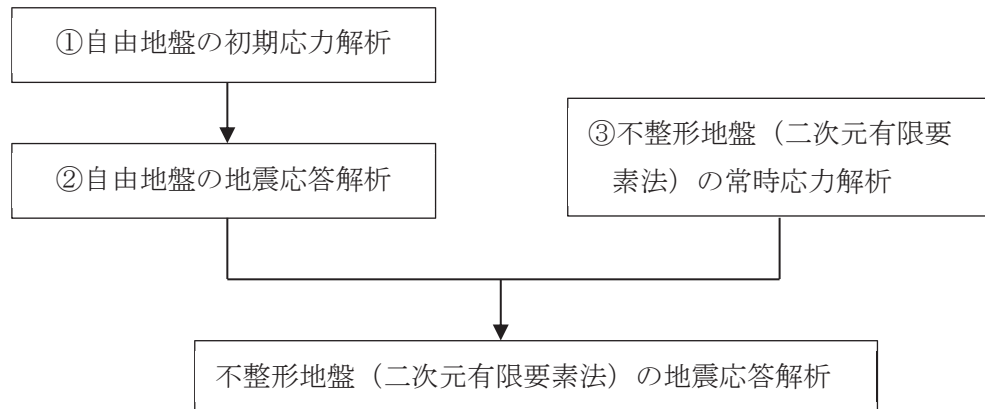 ①自由地盤の初期応力解析
②自由地盤の地震応答解析
③不整形地盤（二次元有限要
素法）の常時応力解析
不整形地盤（二次元有限要素法）の地震応答解析